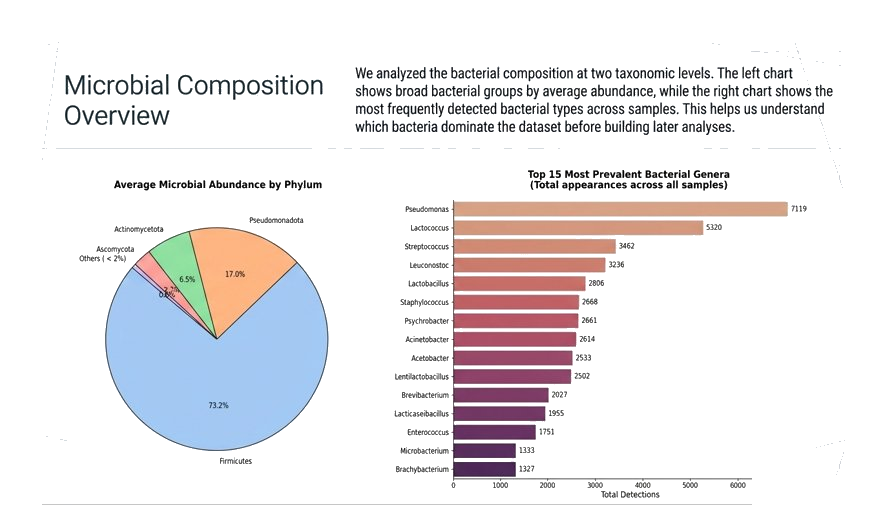 Microbial Composition
Overview
We analyzed the bacterial composition at two taxonomic levels. The left chart
shows broad bacterial groups by average abundance, while the right chart shows the
most frequently detected bacterial types across samples. This helps us understand
which bacteria dominate the dataset before building later analyses.
Average Microbial Abundance by Phylum
Pseudomonadota
Actinomycetota
Ascomycota
Others ( < 2%)
17.0%
6.5%
73.2%
Firmicutes
Top 15 Most Prevalent Bacterial Genera
(Total appearances across all samples)
Pseudomonas 7119
Lactococcus 5320
Streptococcus 3462
Leuconostoc 3236
Lactobacillus 2806
Staphylococcus 2668
Psychrobacter 2661
Acinetobacter 2614
Acetobacter 2533
Lentilactobacillus 2502
Brevibacterium 2027
Lacticaseibacillus 1955
Enterococcus 1751
Microbacterium 1333
Brachybacterium 1327
0 1000 2000 3000 4000 5000 6000
Total Detections